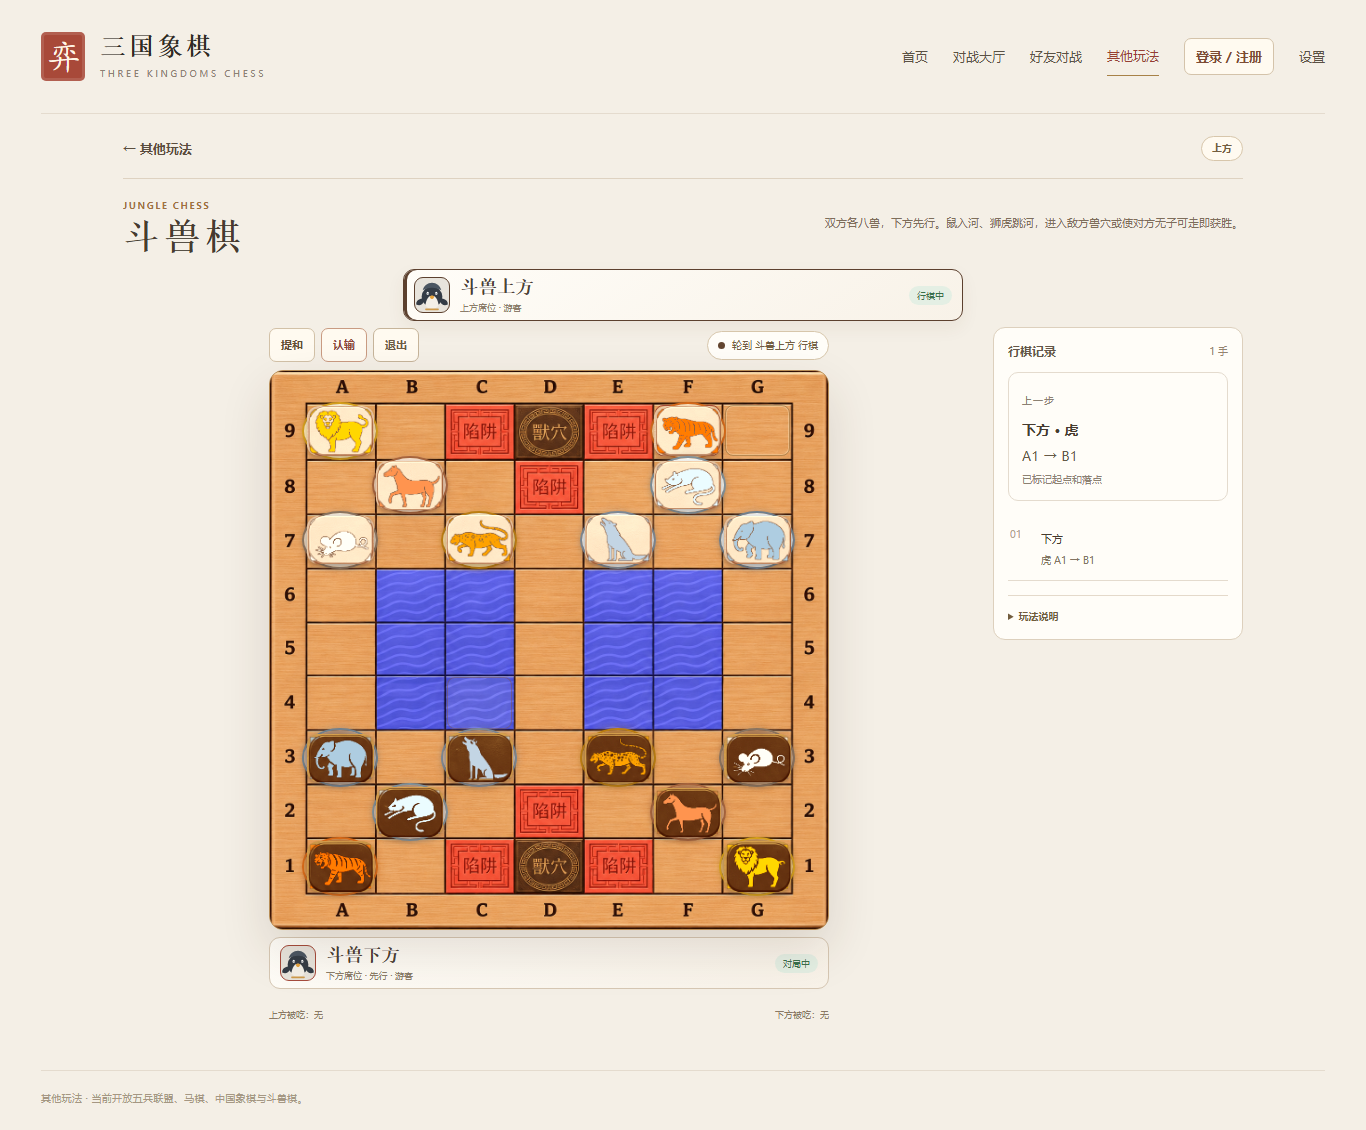 弈
三国象棋
THREE KINGDOMS CHESS
首页 对战大厅 好友对战 其他玩法 登录 / 注册 设置
← 其他玩法
上方
JUNGLE CHESS
斗兽棋
双方各八兽，下方先行。鼠入河、狮虎跳河，进入敌方兽穴或使对方无子可走即获胜。
斗兽上方
上方席位 · 游客
行棋中
提和 认输 退出
轮到 斗兽上方 行棋
A B C D E F G
9 陷阱 獸穴 陷阱 9
8 陷阱 8
7 7
6 6
5 5
4 4
3 3
2 陷阱 2
1 陷阱 獸穴 陷阱 1
A B C D E F G
行棋记录 1 手
上一步
下方 • 虎
A1 → B1
已标记起点和落点
01 下方
虎 A1 → B1
▶ 玩法说明
斗兽下方
下方席位 · 先行 · 游客
对局中
上方被吃：无 下方被吃：无
其他玩法 · 当前开放五兵联盟、马棋、中国象棋与斗兽棋。